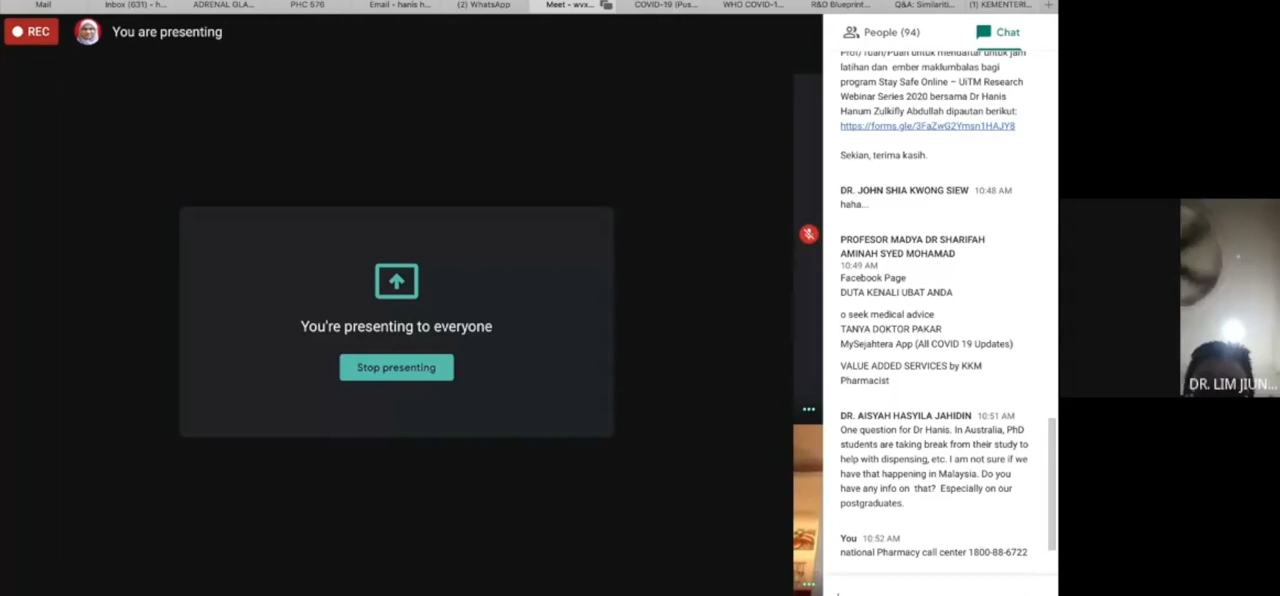 Mail
Inbox (631) - h...
ADRENAL GLA...
PHC 576
Email - hanis h...
(2) WhatsApp
Meet - wvx...
COVID-19 (Pus...
WHO COVID-1...
R&D Blueprint...
Q&A: Similariti...
(1) KEMENTERI...
REC
You are presenting
People (94)
Chat
Prof/Tuan/Puan untuk mendaftar untuk jam
latihan dan ember maklumbalas bagi
program Stay Safe Online – UiTM Research
Webinar Series 2020 bersama Dr Hanis
Hanum Zulkifly Abdullah dipautan berikut:
https://forms.gle/3FaZwG2Ymsn1HAJY8
Sekian, terima kasih.
DR. JOHN SHIA KWONG SIEW 10:48 AM
haha...
PROFESOR MADYA DR SHARIFAH
AMINAH SYED MOHAMAD
10:49 AM
Facebook Page
DUTA KENALI UBAT ANDA
o seek medical advice
TANYA DOKTOR PAKAR
MySejahtera App (All COVID 19 Updates)
VALUE ADDED SERVICES by KKM
Pharmacist
DR. AISYAH HASYILA JAHIDIN 10:51 AM
One question for Dr Hanis. In Australia, PhD
students are taking break from their study to
help with dispensing, etc. I am not sure if we
have that happening in Malaysia. Do you
have any info on that? Especially on our
postgraduates.
You 10:52 AM
national Pharmacy call center 1800-88-6722
You're presenting to everyone
Stop presenting
DR. LIM JIUN...